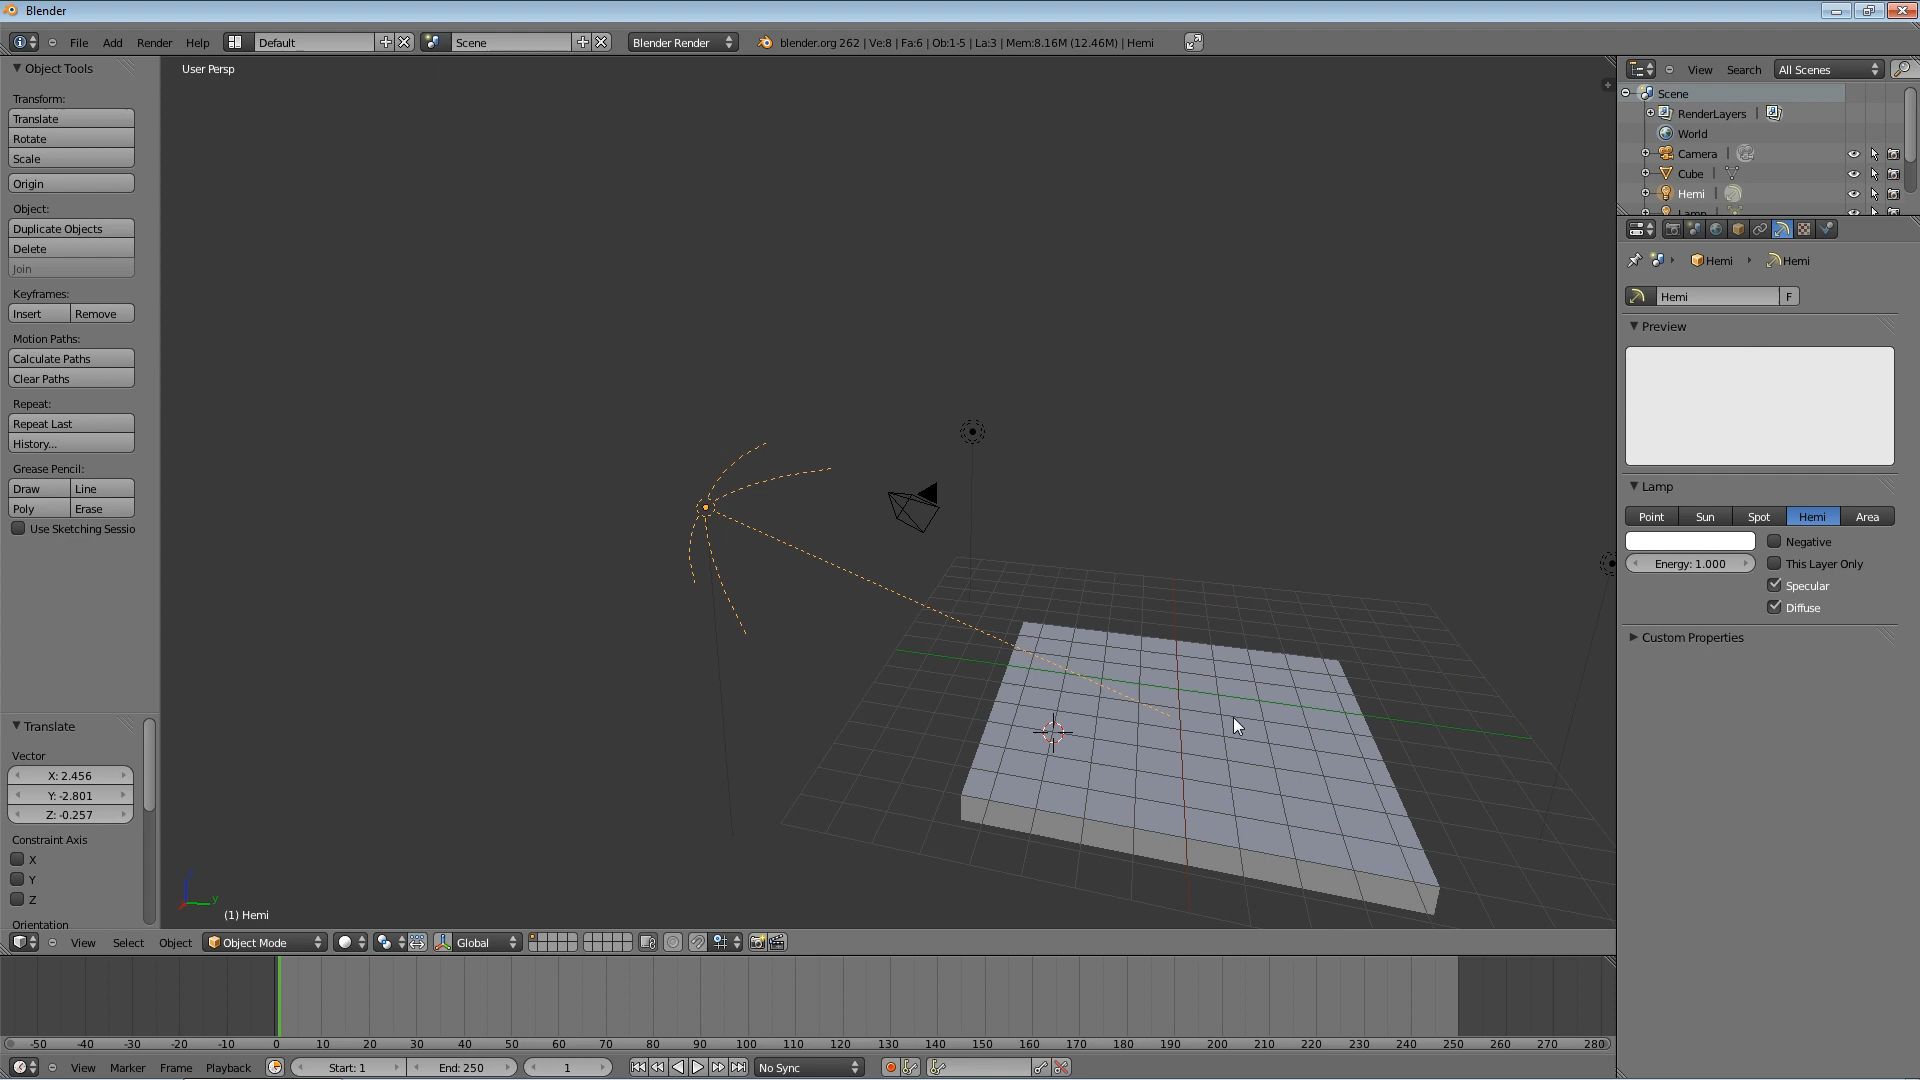 Blender
File Add Render Help Default Scene Blender Render blender.org 262 | Ve:8 | Fa:6 | Ob:1-5 | La:3 | Mem:8.16M (12.46M) | Hemi
Object Tools
Transform:
Translate
Rotate
Scale
Origin
Object:
Duplicate Objects
Delete
Join
Keyframes:
Insert Remove
Motion Paths:
Calculate Paths
Clear Paths
Repeat:
Repeat Last
History...
Grease Pencil:
Draw Line
Poly Erase
Use Sketching Sessio
Translate
Vector
X: 2.456
Y: -2.801
Z: -0.257
Constraint Axis
X
Y
Z
Orientation
User Persp
y
(1) Hemi
View Select Object Object Mode Global
View Search All Scenes
Scene
RenderLayers |
World
Camera |
Cube |
Hemi |
Lamp
Hemi Hemi
Hemi F
Preview
Lamp
Point Sun Spot Hemi Area
Negative
Energy: 1.000 This Layer Only
Specular
Diffuse
Custom Properties
-50 -40 -30 -20 -10 0 10 20 30 40 50 60 70 80 90 100 110 120 130 140 150 160 170 180 190 200 210 220 230 240 250 260 270 280
View Marker Frame Playback Start: 1 End: 250 1 No Sync